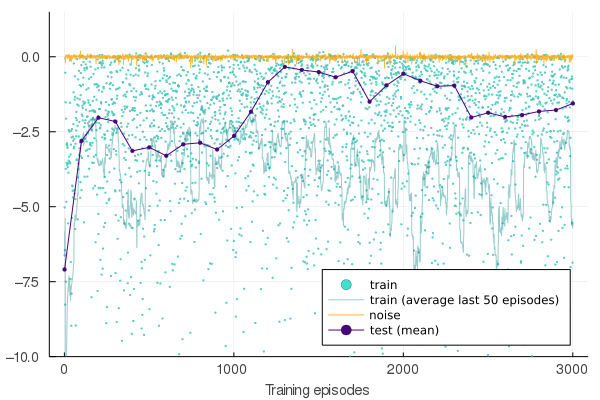 0.0
−2.5
−5.0
−7.5
−10.0
train
train (average last 50 episodes)
noise
test (mean)
0 1000 2000 3000
Training episodes